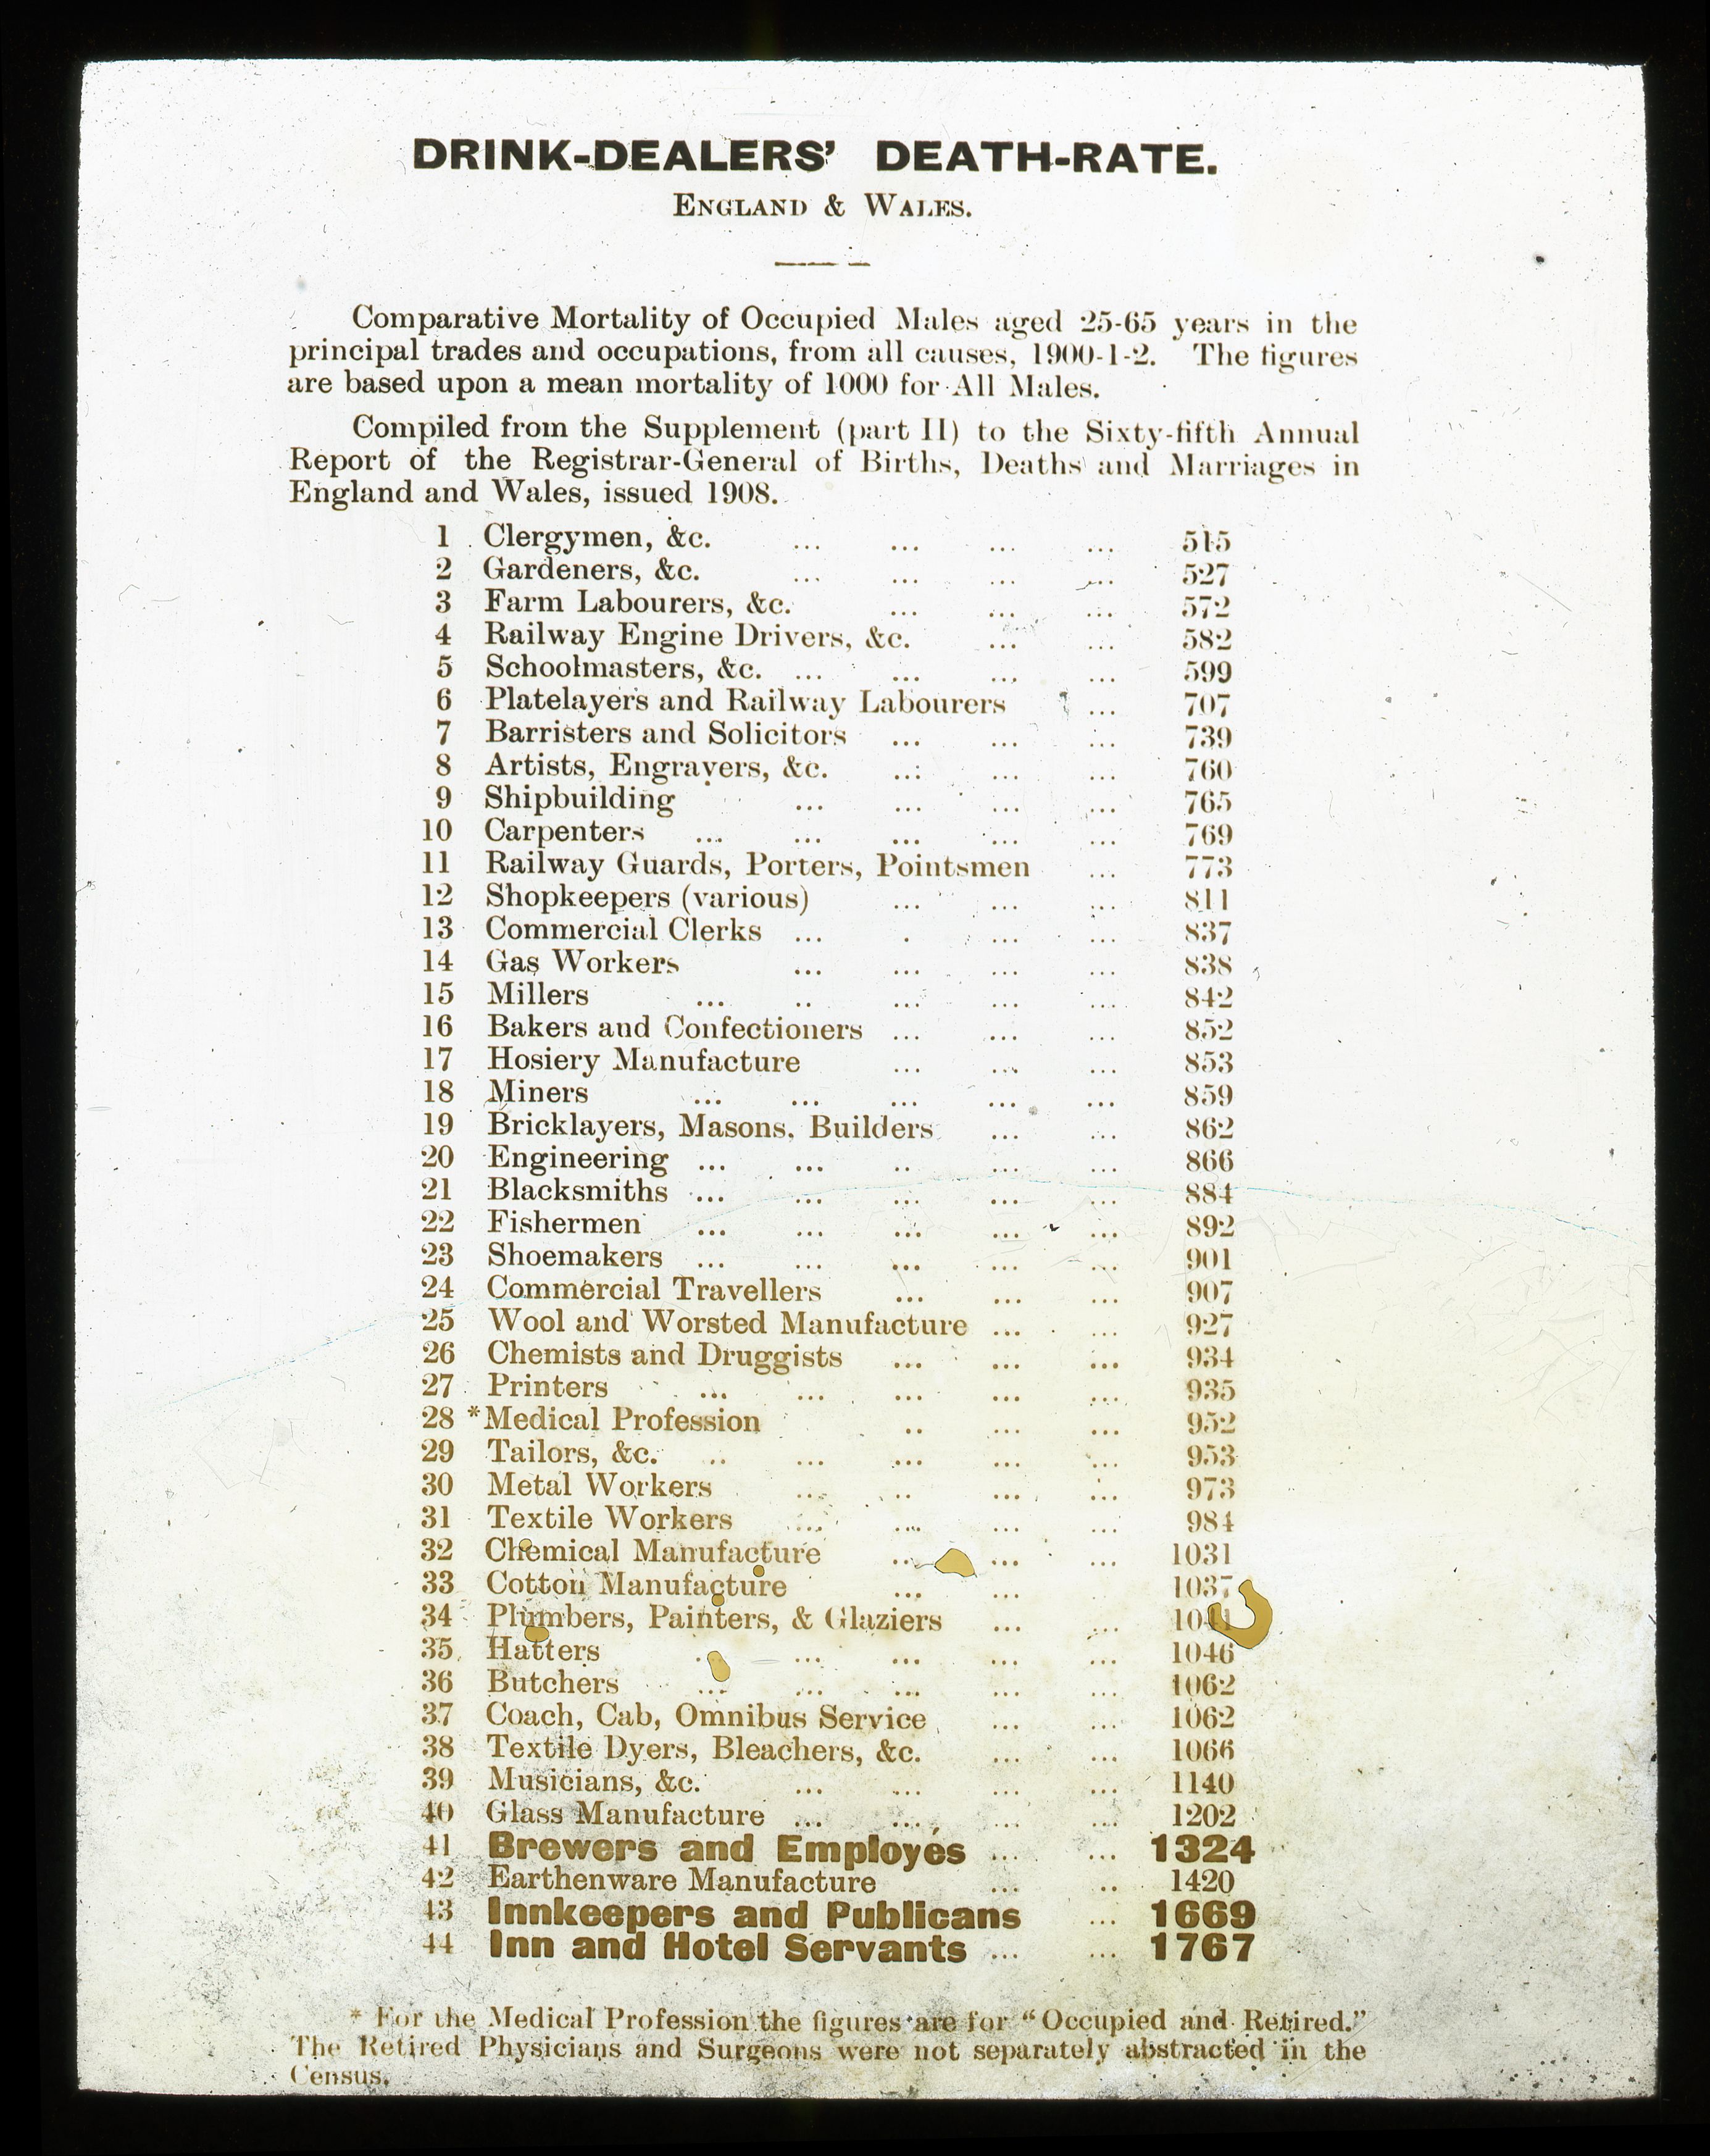 DRINK-DEALERS' DEATH-RATE.
ENGLAND & WALES.
Comparative Mortality of Occupied Males aged 25-65 years in the
principal trades and occupations, from all causes, 1900-1-2. The figures
are based upon a mean mortality of 1000 for All Males.
Compiled from the Supplement (part II) to the Sixty-fifth Annual
Report of the Registrar-General of Births, Deaths and Marriages in
England and Wales, issued 1908.
1 Clergymen, &c. ... ... ... ... 515
2 Gardeners, &c. ... ... ... ... 527
3 Farm Labourers, &c. ... ... ... 572
4 Railway Engine Drivers, &c. ... ... 582
5 Schoolmasters, &c. ... ... ... ... 599
6 Platelayers and Railway Labourers ... 707
7 Barristers and Solicitors ... ... ... 739
8 Artists, Engravers, &c. ... ... ... 760
9 Shipbuilding ... ... ... ... 765
10 Carpenters ... ... ... ... ... 769
11 Railway Guards, Porters, Pointsmen ... 773
12 Shopkeepers (various) ... ... ... 811
13 Commercial Clerks ... . ... ... 837
14 Gas Workers ... ... ... ... 838
15 Millers ... .. ... ... ... 842
16 Bakers and Confectioners ... ... ... 852
17 Hosiery Manufacture ... ... ... 853
18 Miners ... ... ... ... ... 859
19 Bricklayers, Masons, Builders ... ... 862
20 Engineering ... ... .. ... ... 866
21 Blacksmiths ... ... ... ... ... 884
22 Fishermen ... ... ... ... ... 892
23 Shoemakers ... ... ... ... ... 901
24 Commercial Travellers ... ... ... 907
25 Wool and Worsted Manufacture ... ... 927
26 Chemists and Druggists ... ... ... 934
27 Printers ... ... ... ... ... 935
28 *Medical Profession .. ... ... 952
29 Tailors, &c. .. ... ... ... ... 953
30 Metal Workers ... .. ... ... 973
31 Textile Workers ... ... ... ... 984
32 Chemical Manufacture ... ... ... 1031
33 Cotton Manufacture ... ... 1037
34 Plumbers, Painters, & Glaziers ... ... 1041
35 Hatters ... ... ... ... ... 1046
36 Butchers ... ... ... ... ... 1062
37 Coach, Cab, Omnibus Service ... ... 1062
38 Textile Dyers, Bleachers, &c. ... ... 1066
39 Musicians, &c. ... ... ... ... 1140
40 Glass Manufacture ... ... ... ... 1202
41 Brewers and Employés ... ... 1324
42 Earthenware Manufacture ... .. 1420
43 Innkeepers and Publicans ... 1669
44 Inn and Hotel Servants ... ... 1767
* For the Medical Profession the figures are for "Occupied and Retired."
The Retired Physicians and Surgeons were not separately abstracted in the
Census.